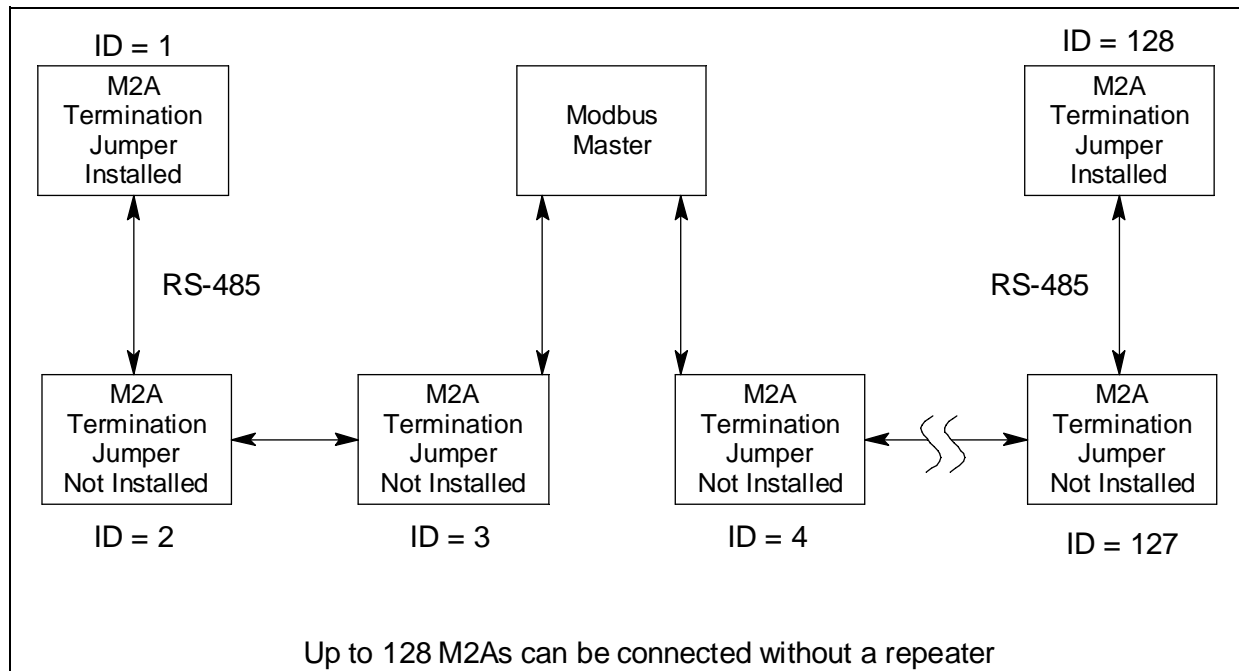 ID = 1
M2A
Termination
Jumper
Installed
Modbus
Master
ID = 128
M2A
Termination
Jumper
Installed
RS-485
RS-485
M2A
Termination
Jumper
Not Installed
ID = 2
M2A
Termination
Jumper
Not Installed
ID = 3
M2A
Termination
Jumper
Not Installed
ID = 4
M2A
Termination
Jumper
Not Installed
ID = 127
Up to 128 M2As can be connected without a repeater